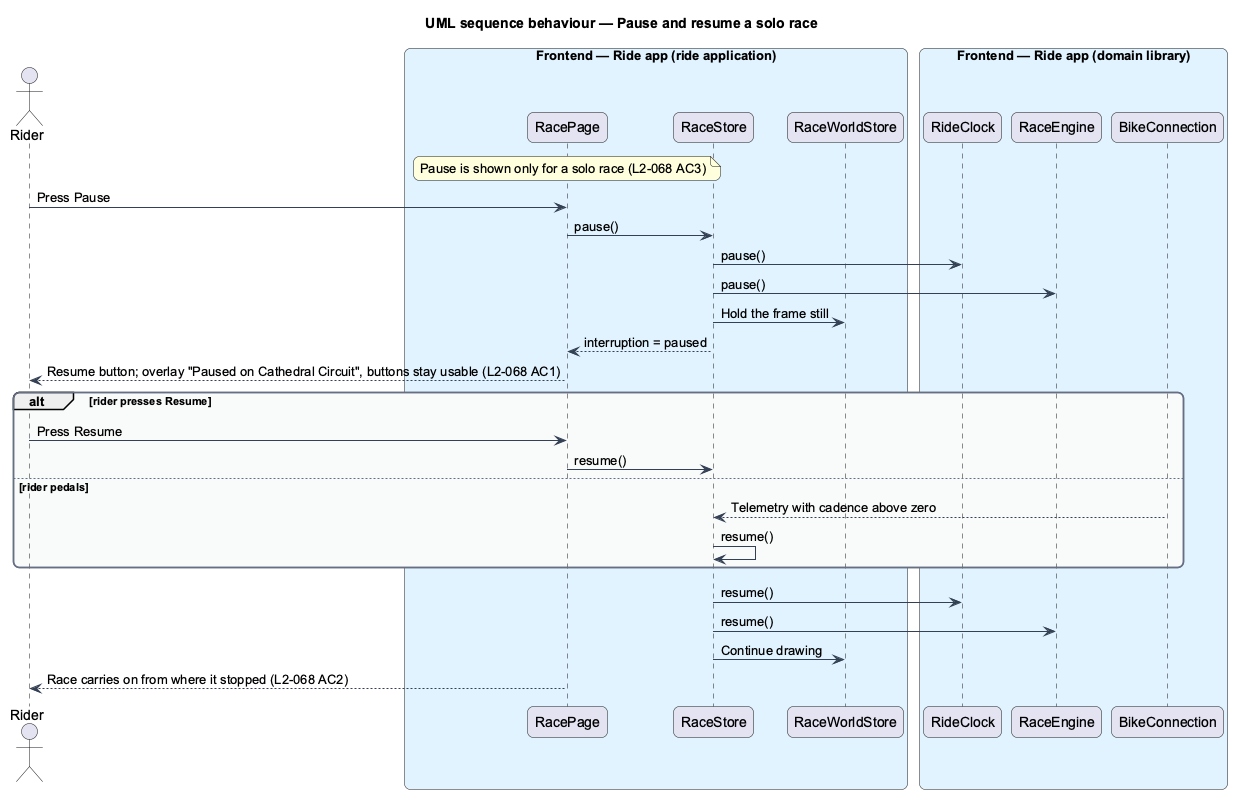 UML sequence behaviour — Pause and resume a solo race
Frontend — Ride app (ride application)
Frontend — Ride app (domain library)
Rider
RacePage
RaceStore
RaceWorldStore
RideClock
RaceEngine
BikeConnection
Pause is shown only for a solo race (L2-068 AC3)
Press Pause
pause()
pause()
pause()
Hold the frame still
interruption = paused
Resume button; overlay "Paused on Cathedral Circuit", buttons stay usable (L2-068 AC1)
alt
[rider presses Resume]
Press Resume
resume()
[rider pedals]
Telemetry with cadence above zero
resume()
resume()
resume()
Continue drawing
Race carries on from where it stopped (L2-068 AC2)
Rider
RacePage
RaceStore
RaceWorldStore
RideClock
RaceEngine
BikeConnection